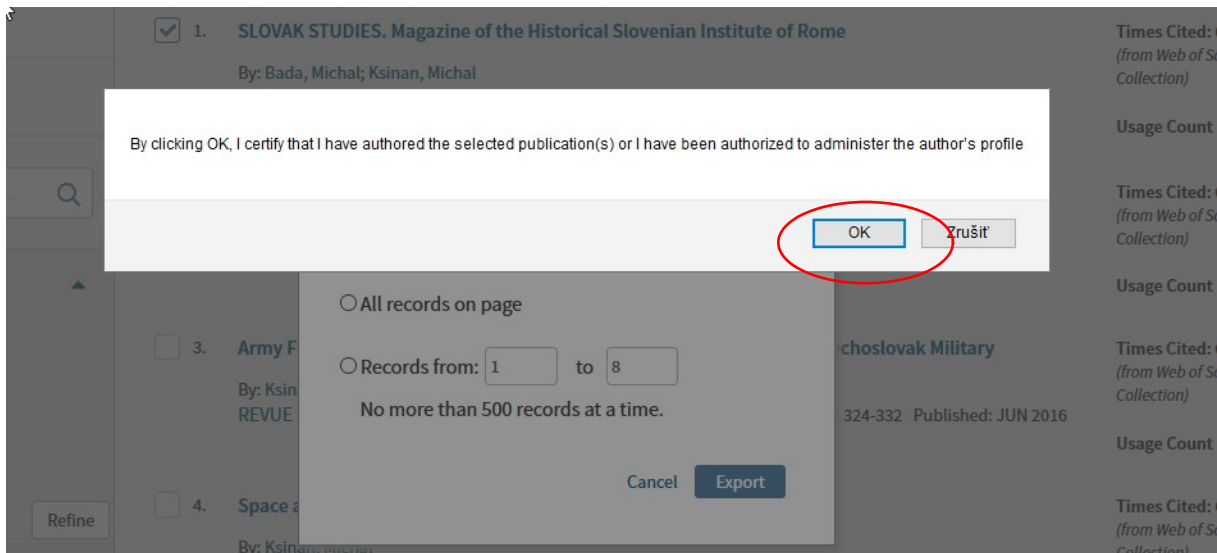 1. SLOVAK STUDIES. Magazine of the Historical Slovenian Institute of Rome
By: Bada, Michal; Ksinan, Michal
Times Cited:
(from Web of
Collection)
Usage Count
By clicking OK, I certify that I have authored the selected publication(s) or I have been authorized to administer the author's profile
OK Zrušiť
Times Cited:
(from Web of
Collection)
Usage Count
All records on page
Records from: 1 to 8
No more than 500 records at a time.
Cancel Export
3. Army F
choslovak Military
By: Ksin
REVUE
324-332 Published: JUN 2016
Times Cited:
(from Web of
Collection)
Usage Count
Refine
4. Space a
By: Ksinan,
Times Cited:
(from Web of